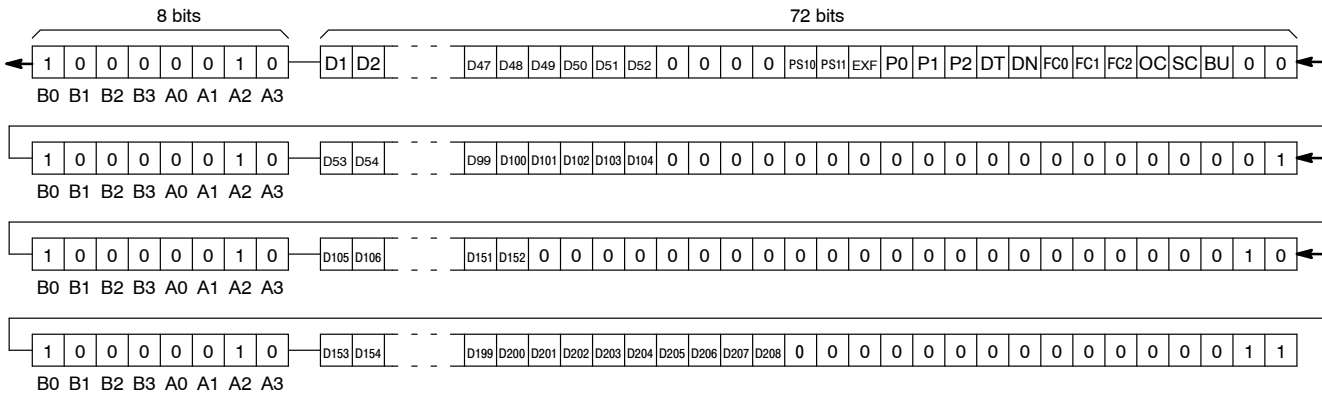 8 bits 72 bits
1 0 0 0 0 0 1 0 D1 D2 D47 D48 D49 D50 D51 D52 0 0 0 0 PS10 PS11 EXF P0 P1 P2 DT DN FC0 FC1 FC2 OC SC BU 0 0
B0 B1 B2 B3 A0 A1 A2 A3
1 0 0 0 0 0 1 0 D53 D54 D99 D100 D101 D102 D103 D104 0 0 0 0 0 0 0 0 0 0 0 0 0 0 0 0 0 0 0 1
B0 B1 B2 B3 A0 A1 A2 A3
1 0 0 0 0 0 1 0 D105 D106 D151 D152 0 0 0 0 0 0 0 0 0 0 0 0 0 0 0 0 0 0 0 0 0 0 1 0
B0 B1 B2 B3 A0 A1 A2 A3
1 0 0 0 0 0 1 0 D153 D154 D199 D200 D201 D202 D203 D204 D205 D206 D207 D208 0 0 0 0 0 0 0 0 0 0 0 0 0 0 1 1
B0 B1 B2 B3 A0 A1 A2 A3